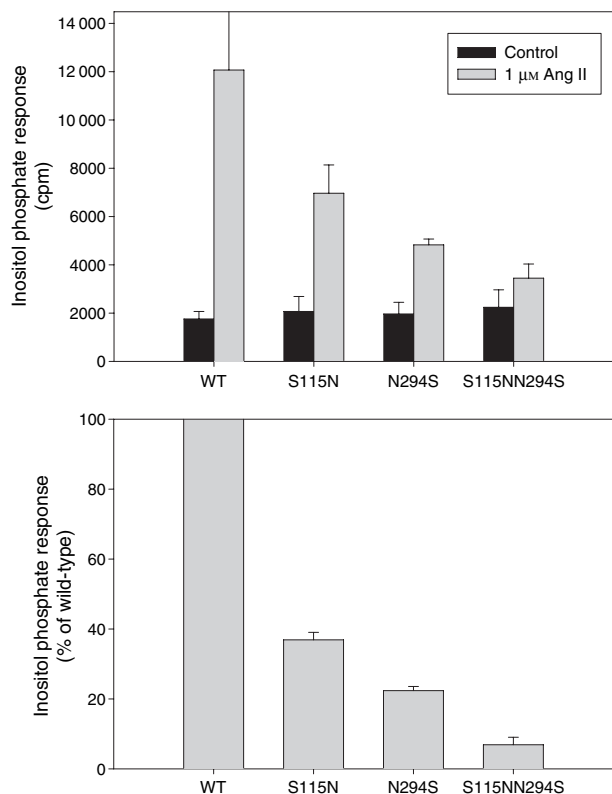 Inositol phosphate response
(cpm)
14 000
12 000
10 000
8000
6000
4000
2000
0
Control
1 μM Ang II
WT S115N N294S S115NN294S
Inositol phosphate response
(% of wild-type)
100
80
60
40
20
0
WT S115N N294S S115NN294S